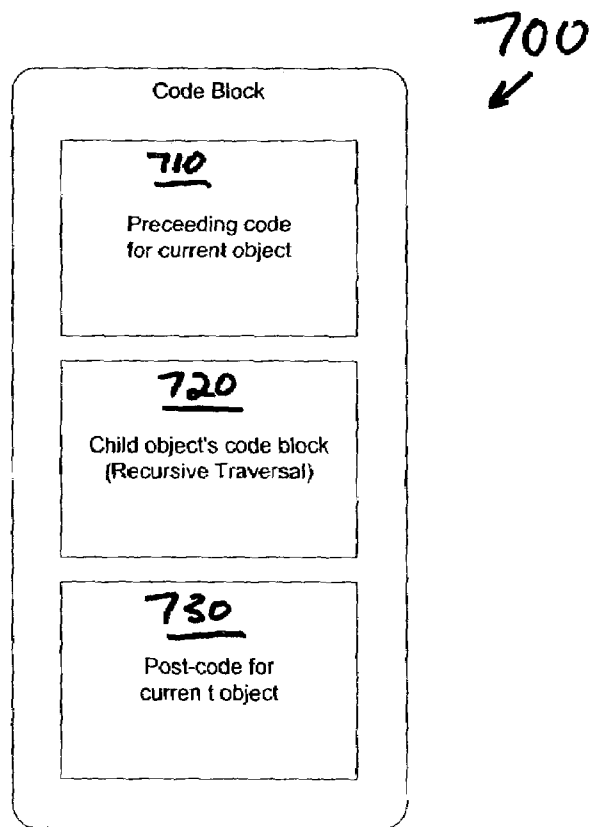 700
Code Block
710
Preceeding code
for current object
720
Child object's code block
(Recursive Traversal)
730
Post-code for
curren t object